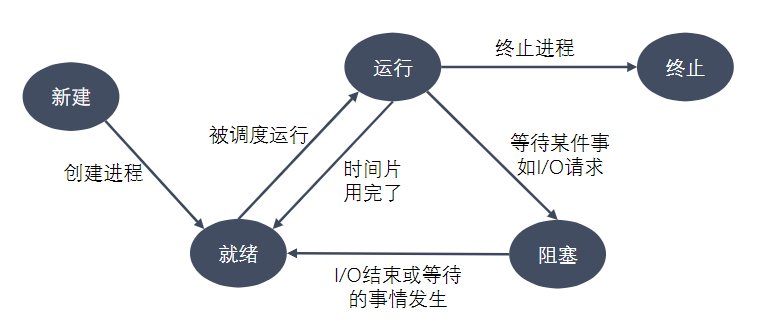 终止进程
运行
终止
新建
被调度运行
等待某件事
如I/O请求
创建进程
时间片
用完了
就绪
阻塞
I/O结束或等待
的事情发生